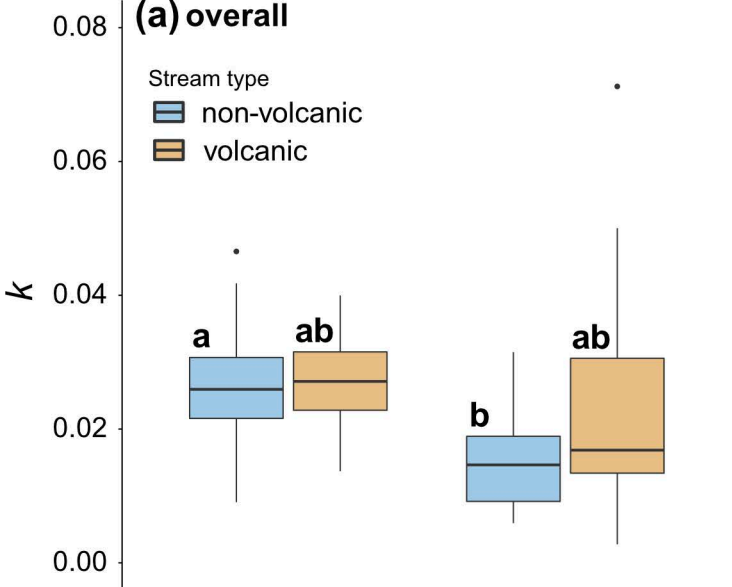 (a) overall
0.08
Stream type
non-volcanic
volcanic
0.06
k
0.04
a
ab
ab
b
0.02
0.00